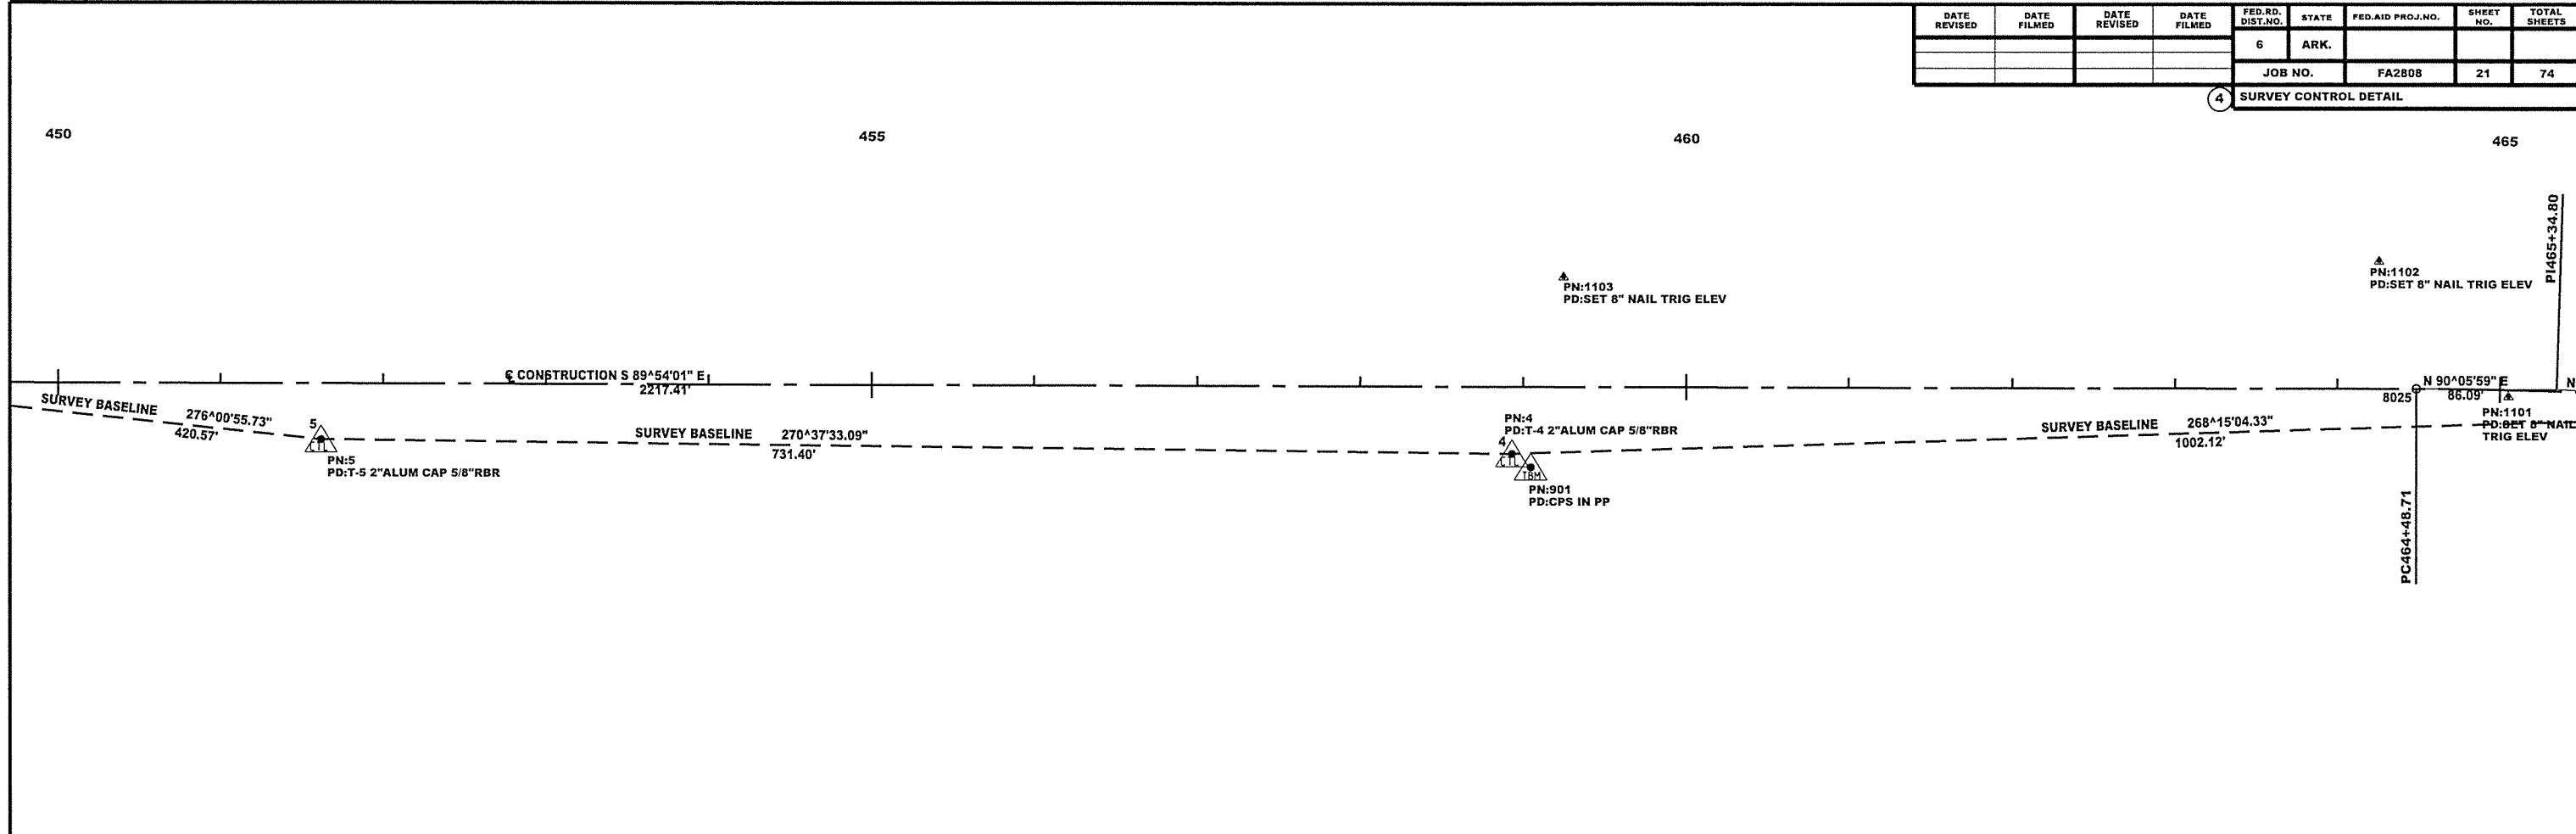 DATE REVISED DATE FILMED DATE REVISED DATE FILMED FED.RD. DIST.NO. STATE FED.AID PROJ.NO. SHEET NO. TOTAL SHEETS
6 ARK.
JOB NO. FA2808 21 74
4 SURVEY CONTROL DETAIL
450 455 460 465
PI465+34.80
PN:1102
PD:SET 8" NAIL TRIG ELEV
PN:1103
PD:SET 8" NAIL TRIG ELEV
℄ CONSTRUCTION S 89^54'01" E
2217.41'
N 90^05'59" E
86.09'
N
8025
SURVEY BASELINE 276^00'55.73"
420.57'
5
CTL
PN:5
PD:T-5 2"ALUM CAP 5/8"RBR
SURVEY BASELINE 270^37'33.09"
731.40'
PN:4
PD:T-4 2"ALUM CAP 5/8"RBR
4
CTL
TBM
PN:901
PD:CPS IN PP
SURVEY BASELINE 268^15'04.33"
1002.12'
PN:1101
PD:SET 8" NAIL
TRIG ELEV
PC464+48.71